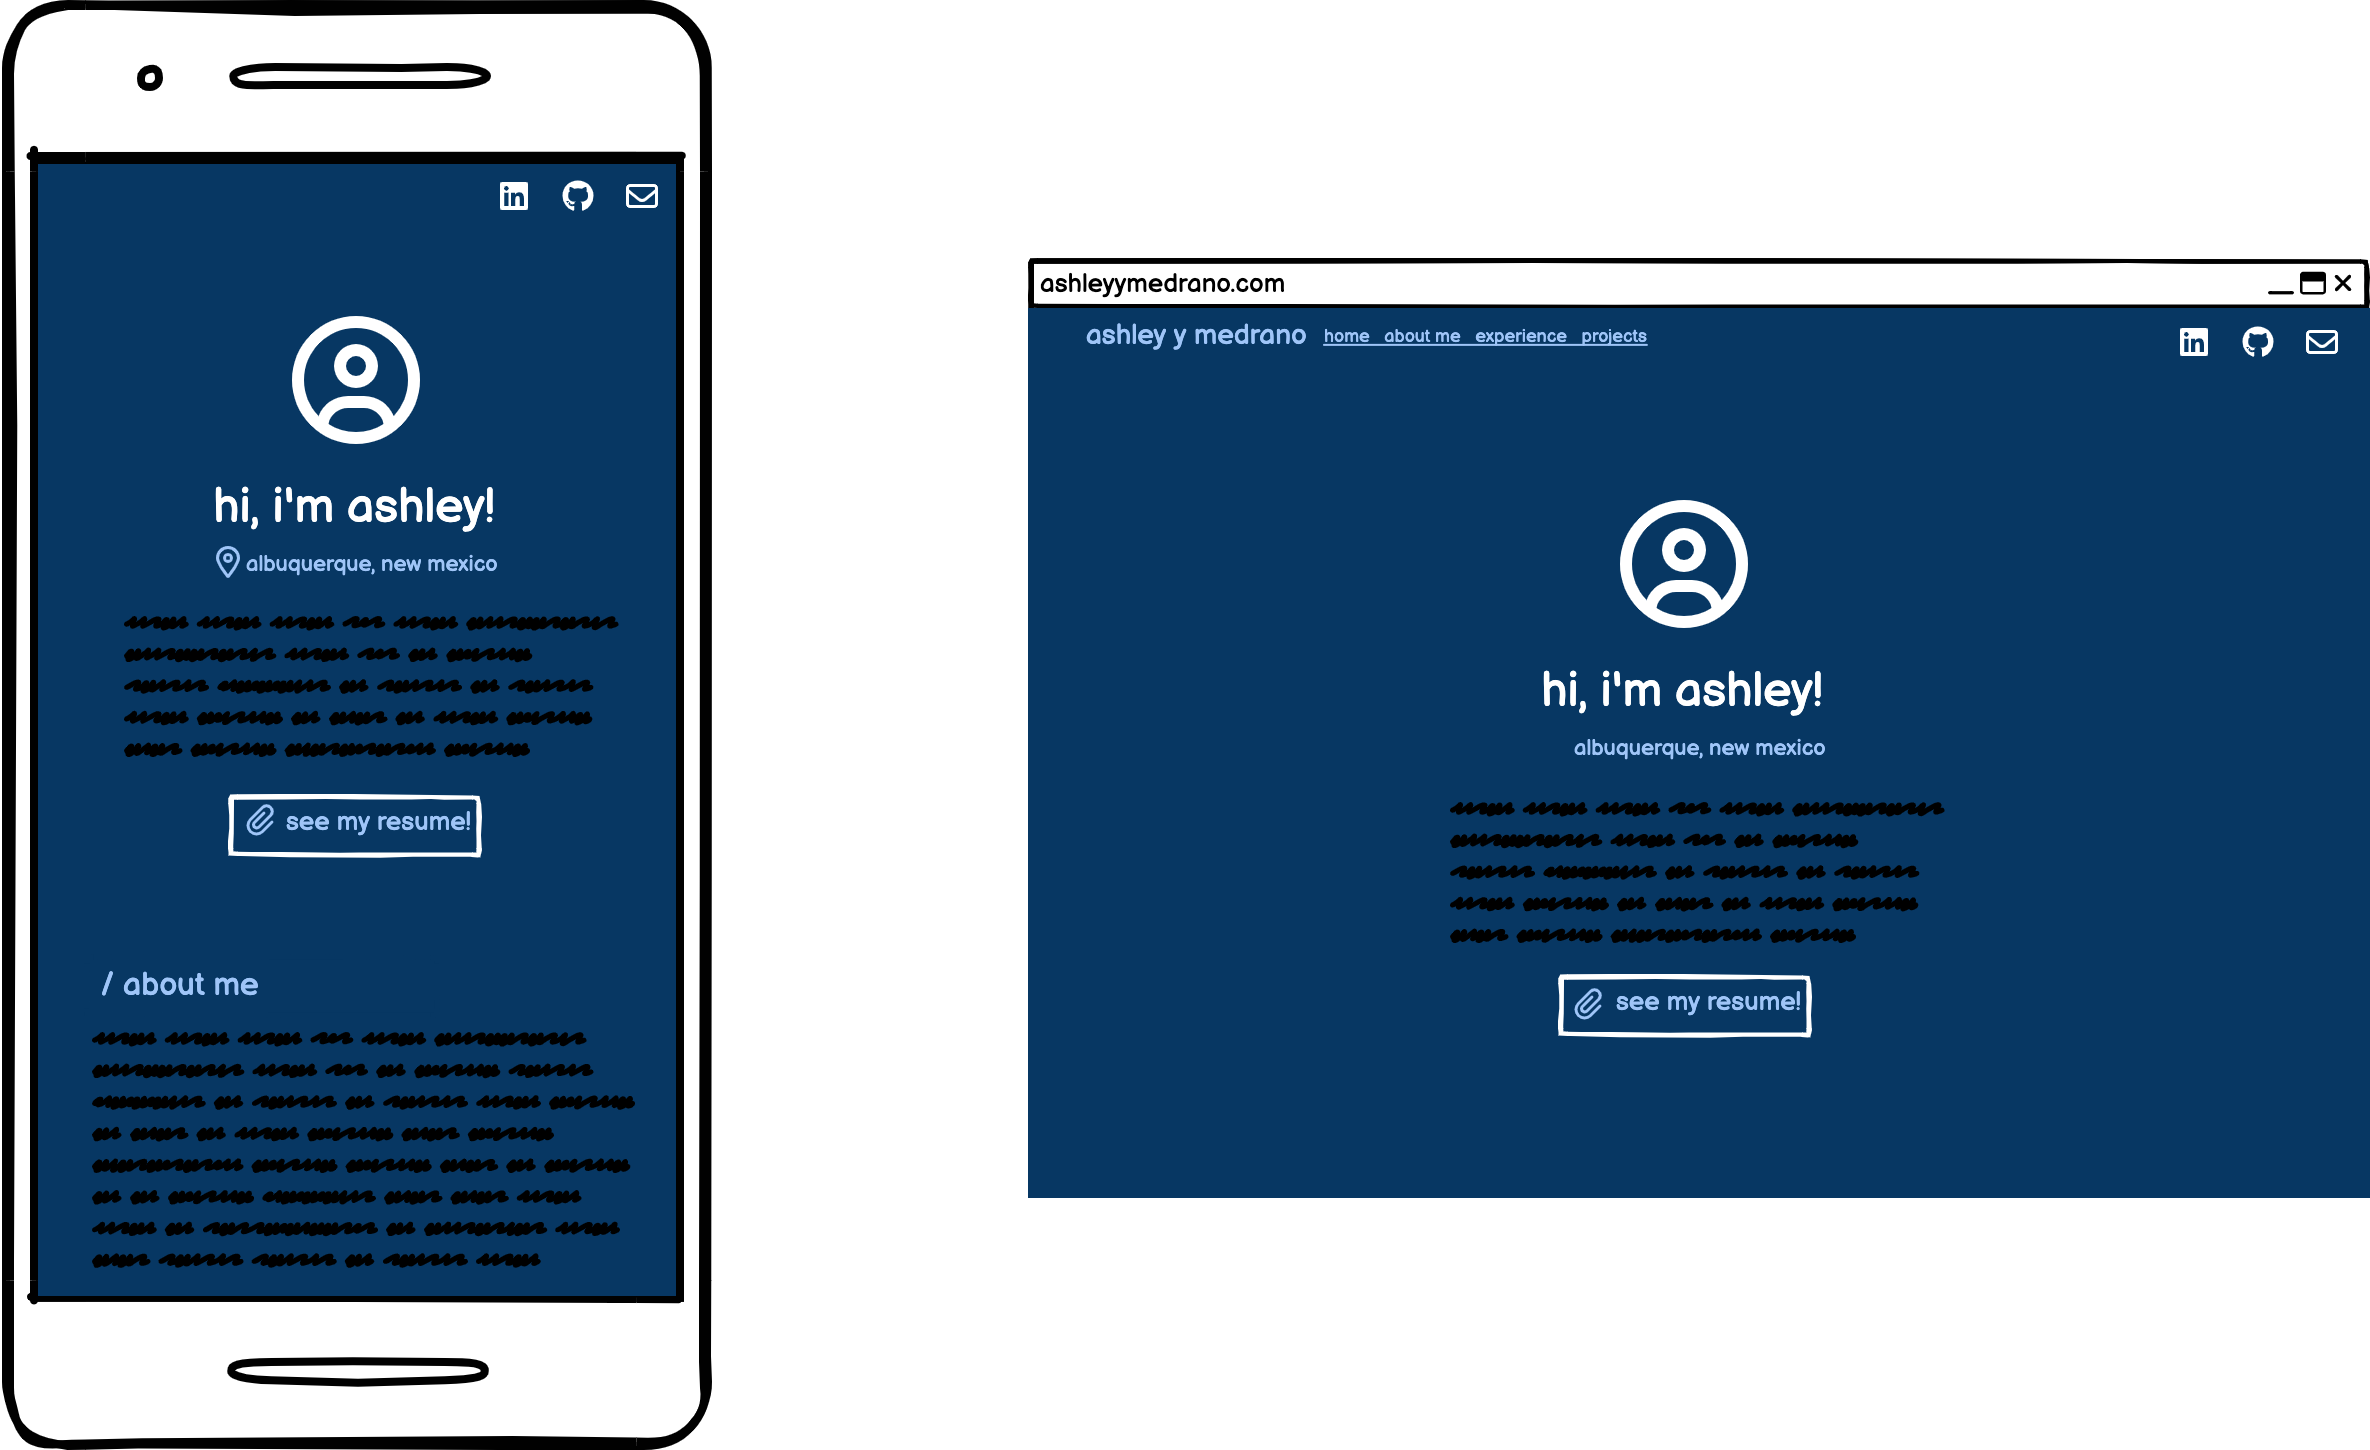 hi, i'm ashley!
albuquerque, new mexico
see my resume!
/ about me
ashleyymedrano.com
ashley y medrano home about me experience projects
hi, i'm ashley!
albuquerque, new mexico
see my resume!